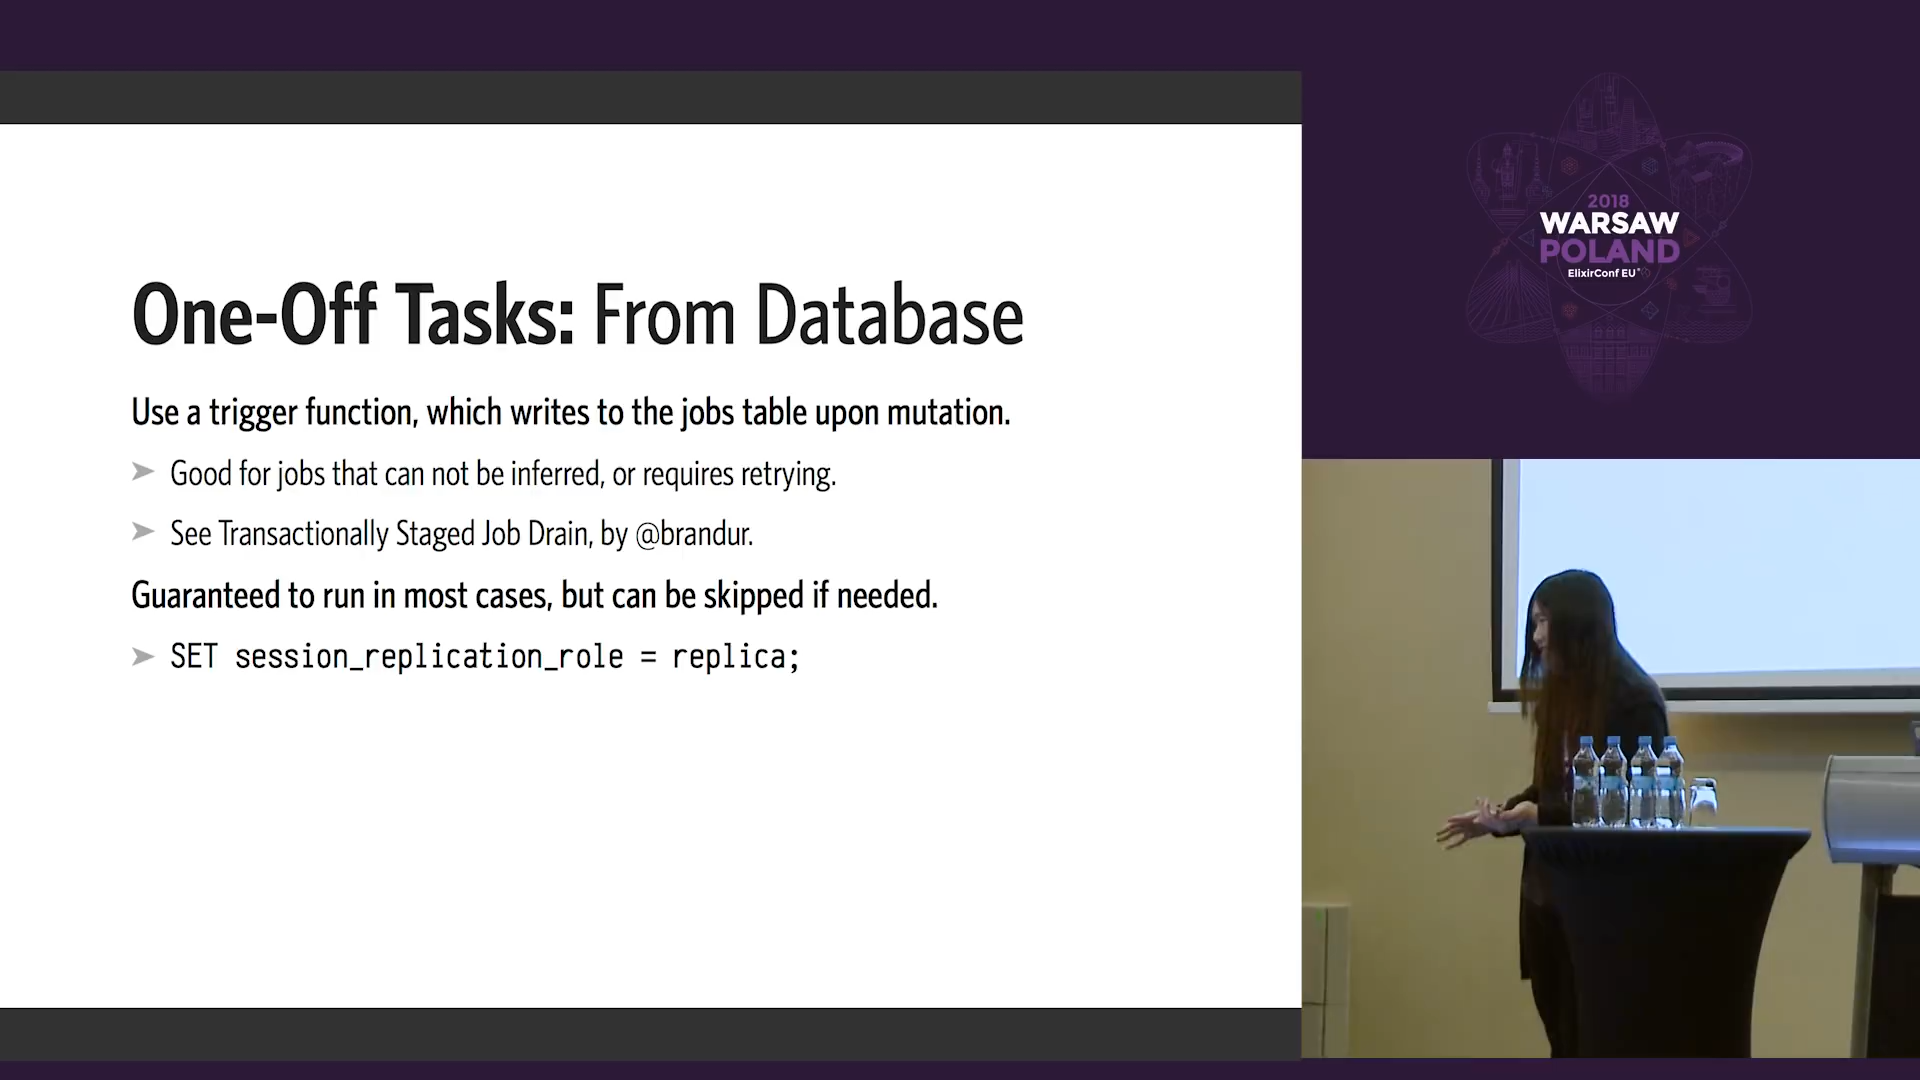 One-Off Tasks: From Database
Use a trigger function, which writes to the jobs table upon mutation.
➤ Good for jobs that can not be inferred, or requires retrying.
➤ See Transactionally Staged Job Drain, by @brandur.
Guaranteed to run in most cases, but can be skipped if needed.
➤ SET session_replication_role = replica;
2018
WARSAW
POLAND
ElixirConf EU